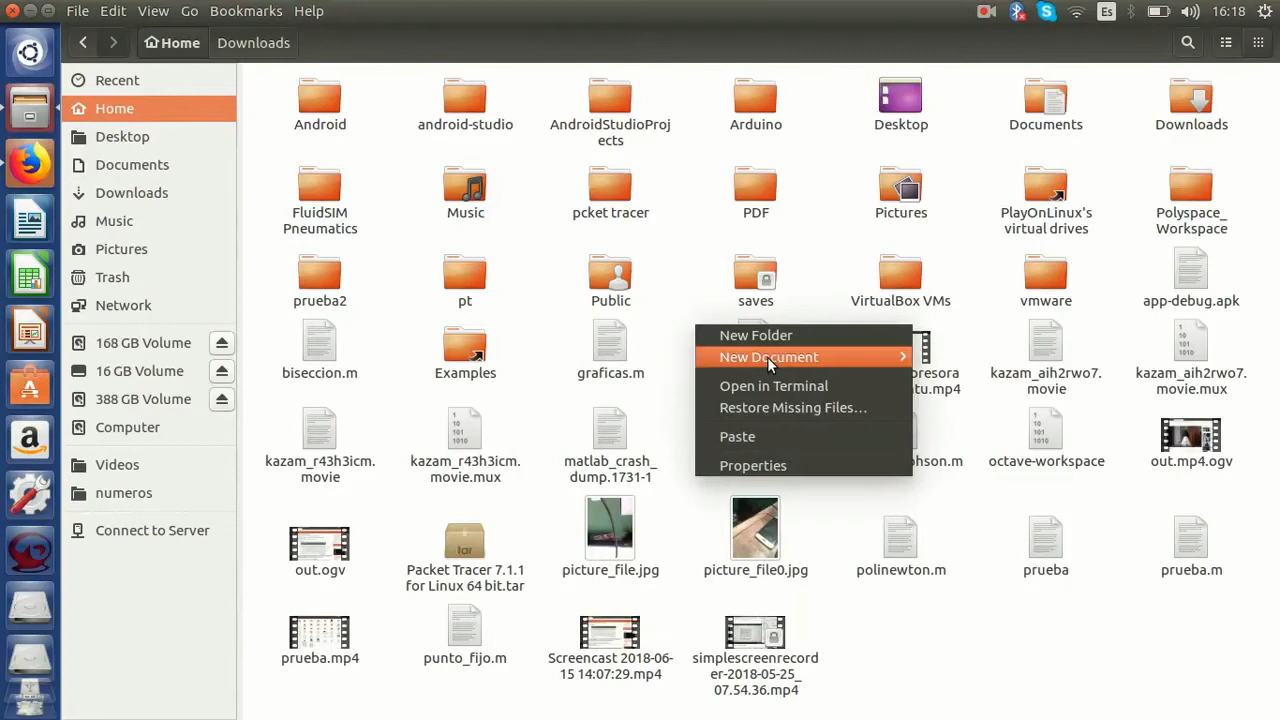 File Edit View Go Bookmarks Help
Es
16:18
Home
Downloads
Recent
Home
Desktop
Documents
Downloads
Music
Pictures
Trash
Network
168 GB Volume
16 GB Volume
388 GB Volume
Computer
Videos
numeros
Connect to Server
Android
android-studio
AndroidStudioProj
ects
Arduino
Desktop
Documents
Downloads
FluidSIM
Pneumatics
Music
pcket tracer
PDF
Pictures
PlayOnLinux's
virtual drives
Polyspace_
Workspace
prueba2
pt
Public
saves
VirtualBox VMs
vmware
app-debug.apk
biseccion.m
Examples
graficas.m
New Folder
New Document
Open in Terminal
Restore Missing Files…
Paste
Properties
presora
tu.mp4
kazam_aih2rwo7.
movie
kazam_aih2rwo7.
movie.mux
kazam_r43h3icm.
movie
kazam_r43h3icm.
movie.mux
matlab_crash_
dump.1731-1
phson.m
octave-workspace
out.mp4.ogv
out.ogv
tar
Packet Tracer 7.1.1
for Linux 64 bit.tar
picture_file.jpg
picture_file0.jpg
polinewton.m
prueba
prueba.m
prueba.mp4
punto_fijo.m
Screencast 2018-06-
15 14:07:29.mp4
simplescreenrecord
er-2018-05-25_
07.54.36.mp4